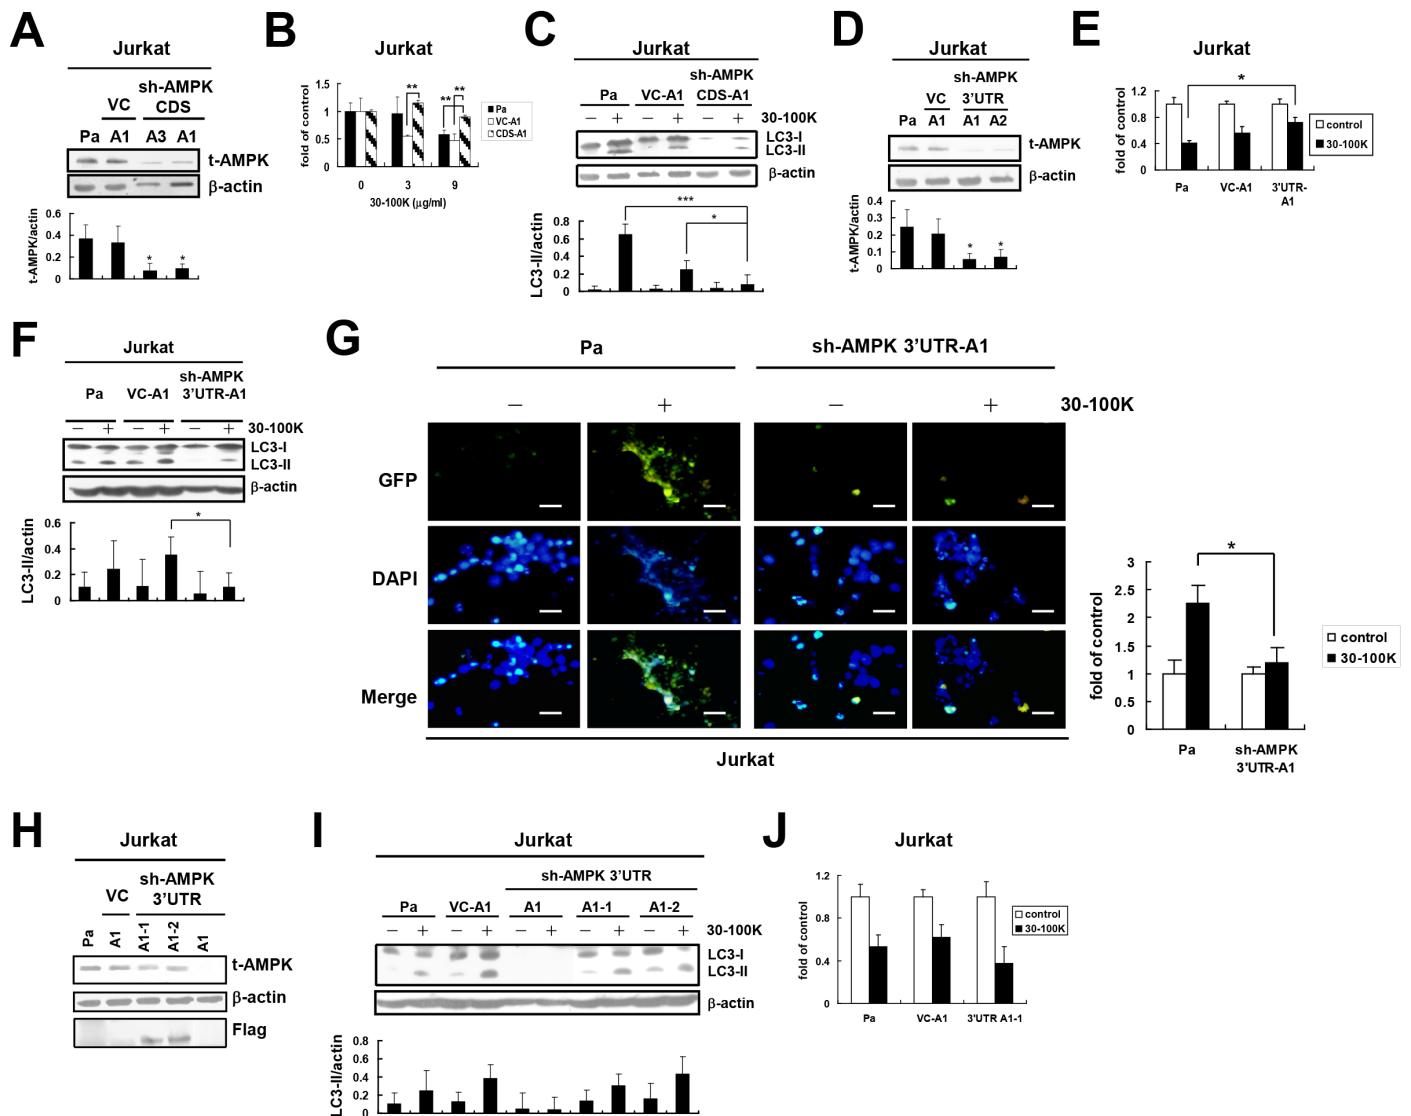 A
Jurkat
sh-AMPK
VC CDS
Pa A1 A3 A1
t-AMPK
β-actin
t-AMPK/actin
0.6
0.4
0.2
0
* *
B
Jurkat
fold of control
1.5
1
0.5
0
** ** **
Pa
VC-A1
CDS-A1
0 3 9
30-100K (μg/ml)
C
Jurkat
sh-AMPK
Pa VC-A1 CDS-A1
− + − + − + 30-100K
LC3-I
LC3-II
β-actin
LC3-II/actin
0.8
0.6
0.4
0.2
0
***
*
D
Jurkat
sh-AMPK
VC 3'UTR
Pa A1 A1 A2
t-AMPK
β-actin
t-AMPK/actin
0.4
0.3
0.2
0.1
0
* *
E
Jurkat
fold of control
1.2
0.8
0.4
0
*
control
30-100K
Pa VC-A1 3'UTR-
A1
F
Jurkat
sh-AMPK
Pa VC-A1 3'UTR-A1
− + − + − + 30-100K
LC3-I
LC3-II
β-actin
LC3-II/actin
0.6
0.4
0.2
0
*
G
Pa sh-AMPK 3'UTR-A1
− + − + 30-100K
GFP
DAPI
Merge
Jurkat
fold of control
3
2.5
2
1.5
1
0.5
0
*
control
30-100K
Pa sh-AMPK
3'UTR-A1
H
Jurkat
sh-AMPK
VC 3'UTR
Pa A1 A1-1 A1-2 A1
t-AMPK
β-actin
Flag
I
Jurkat
sh-AMPK 3'UTR
Pa VC-A1 A1 A1-1 A1-2
− + − + − + − + − + 30-100K
LC3-I
LC3-II
β-actin
LC3-II/actin
0.8
0.6
0.4
0.2
0
J
Jurkat
fold of control
1.2
0.8
0.4
0
control
30-100K
Pa VC-A1 3'UTR A1-1